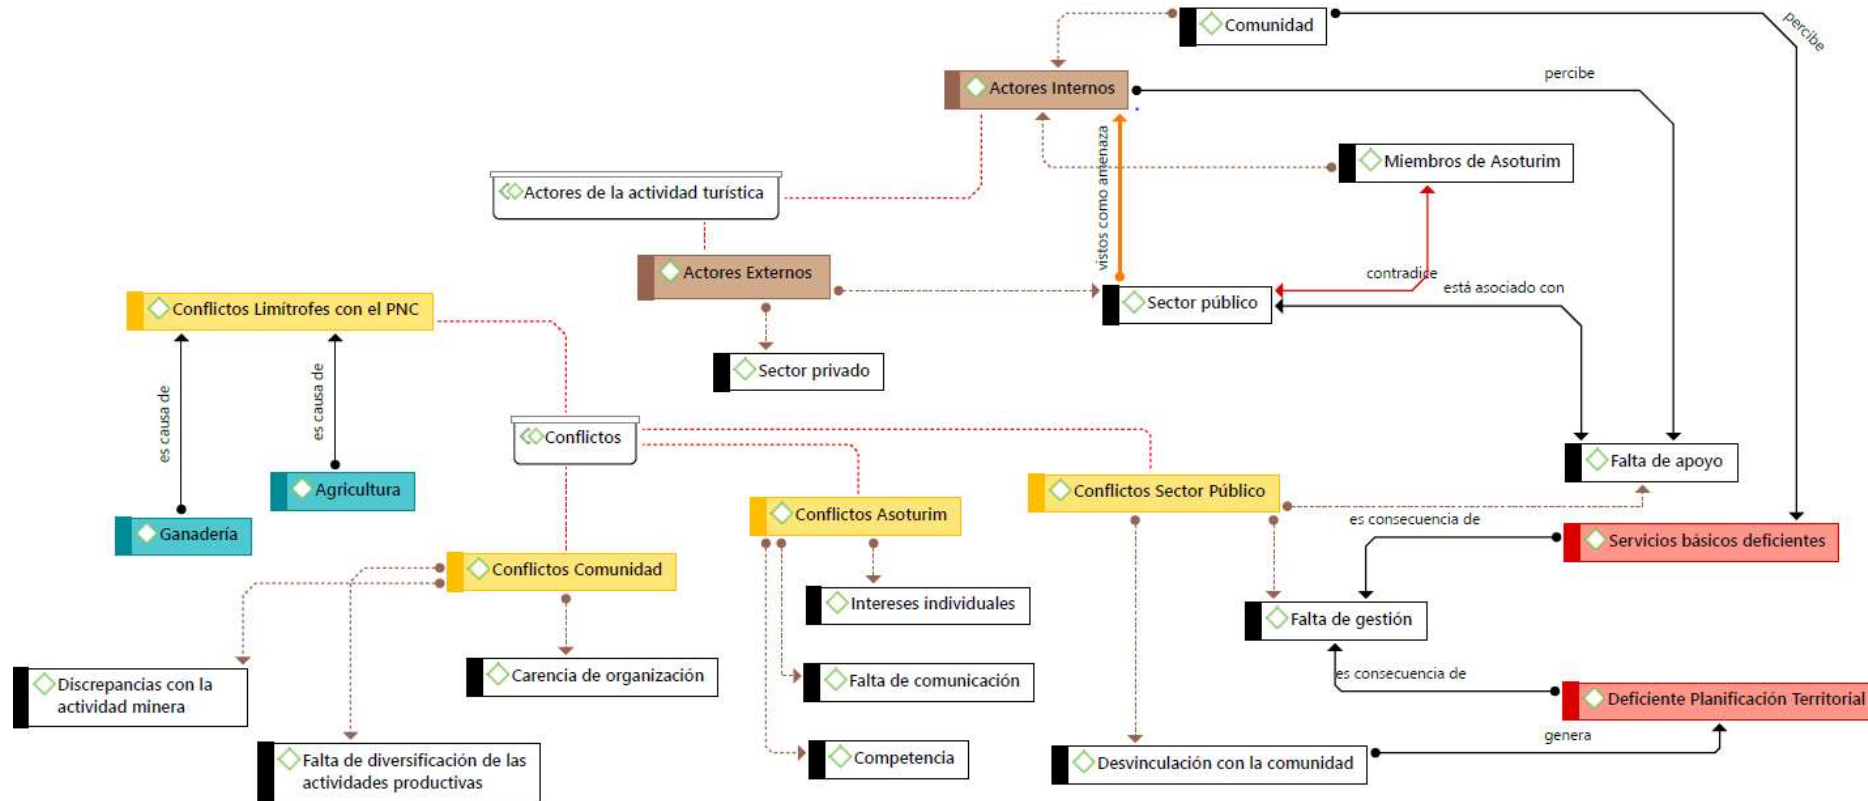 Comunidad
percibe
Actores Internos
percibe
vistos como amenaza
Miembros de Asoturim
Actores de la actividad turística
Actores Externos
contradice
está asociado con
Sector público
Conflictos Limítrofes con el PNC
Sector privado
es causa de
es causa de
Conflictos
Falta de apoyo
Agricultura
Conflictos Sector Público
Conflictos Asoturim
es consecuencia de
Ganadería
Servicios básicos deficientes
Conflictos Comunidad
Intereses individuales
Falta de gestión
Carencia de organización
Falta de comunicación
es consecuencia de
Discrepancias con la
actividad minera
Deficiente Planificación Territorial
genera
Falta de diversificación de las
actividades productivas
Competencia
Desvinculación con la comunidad